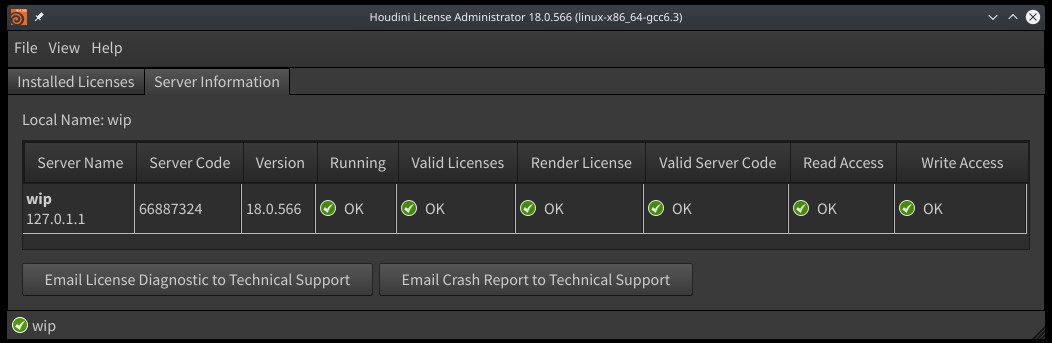 Houdini License Administrator 18.0.566 (linux-x86_64-gcc6.3)
File View Help
Installed Licenses Server Information
Local Name: wip
Server Name Server Code Version Running Valid Licenses Render License Valid Server Code Read Access Write Access
wip
127.0.1.1 66887324 18.0.566 OK OK OK OK OK OK
Email License Diagnostic to Technical Support Email Crash Report to Technical Support
wip